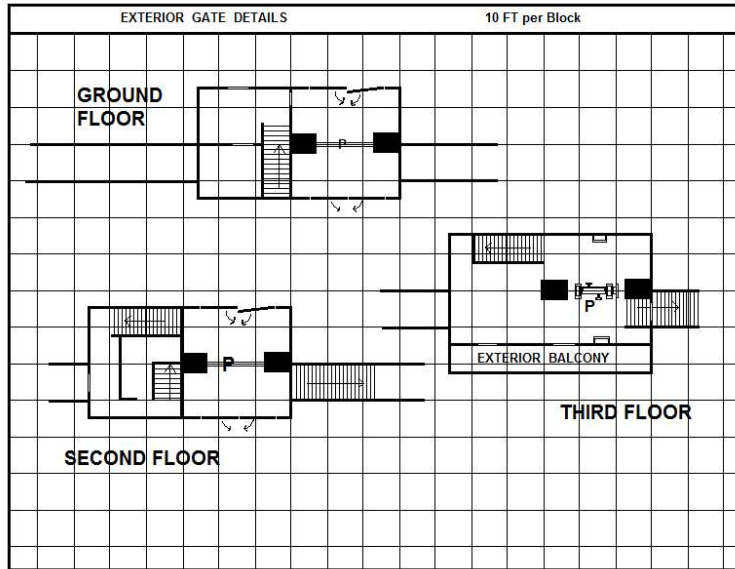 EXTERIOR GATE DETAILS
10 FT per Block
GROUND
FLOOR
P
P
EXTERIOR BALCONY
THIRD FLOOR
P
SECOND FLOOR